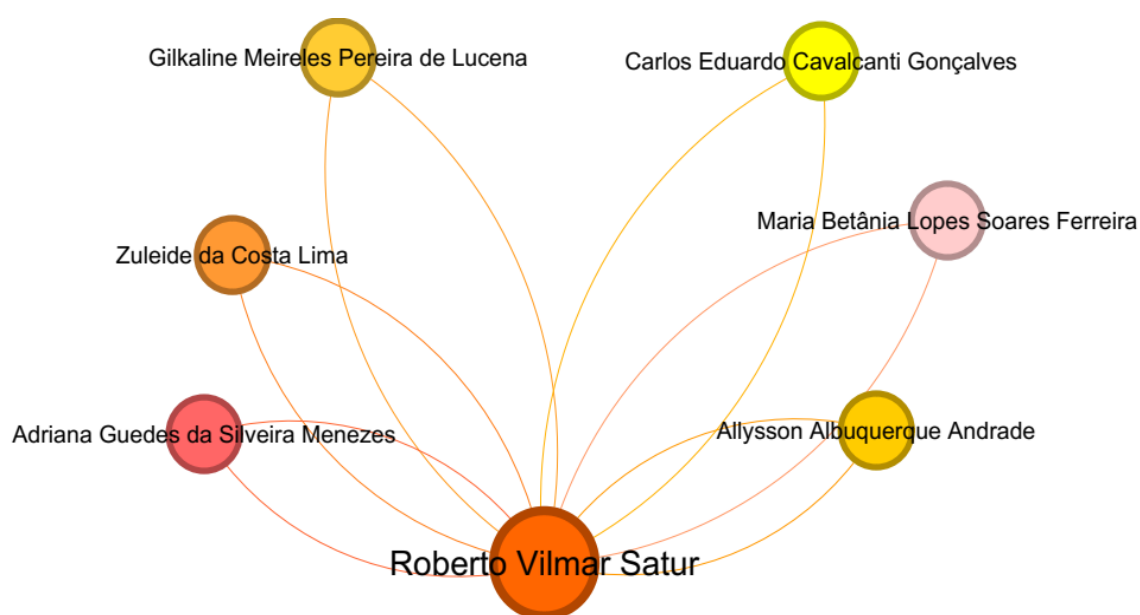 Gilkaline Meireles Pereira de Lucena
Carlos Eduardo Cavalcanti Gonçalves
Maria Betânia Lopes Soares Ferreira
Zuleide da Costa Lima
Adriana Guedes da Silveira Menezes
Allysson Albuquerque Andrade
Roberto Vilmar Satur